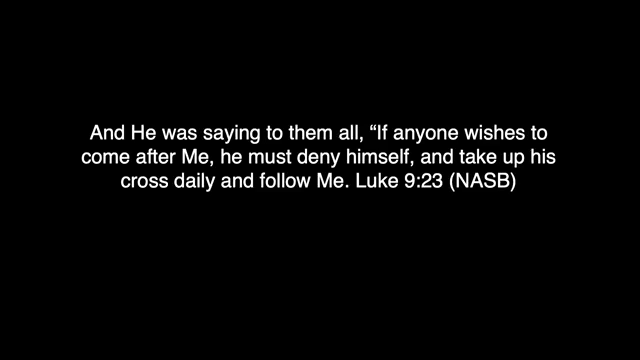 And He was saying to them all, “If anyone wishes to
come after Me, he must deny himself, and take up his
cross daily and follow Me. Luke 9:23 (NASB)